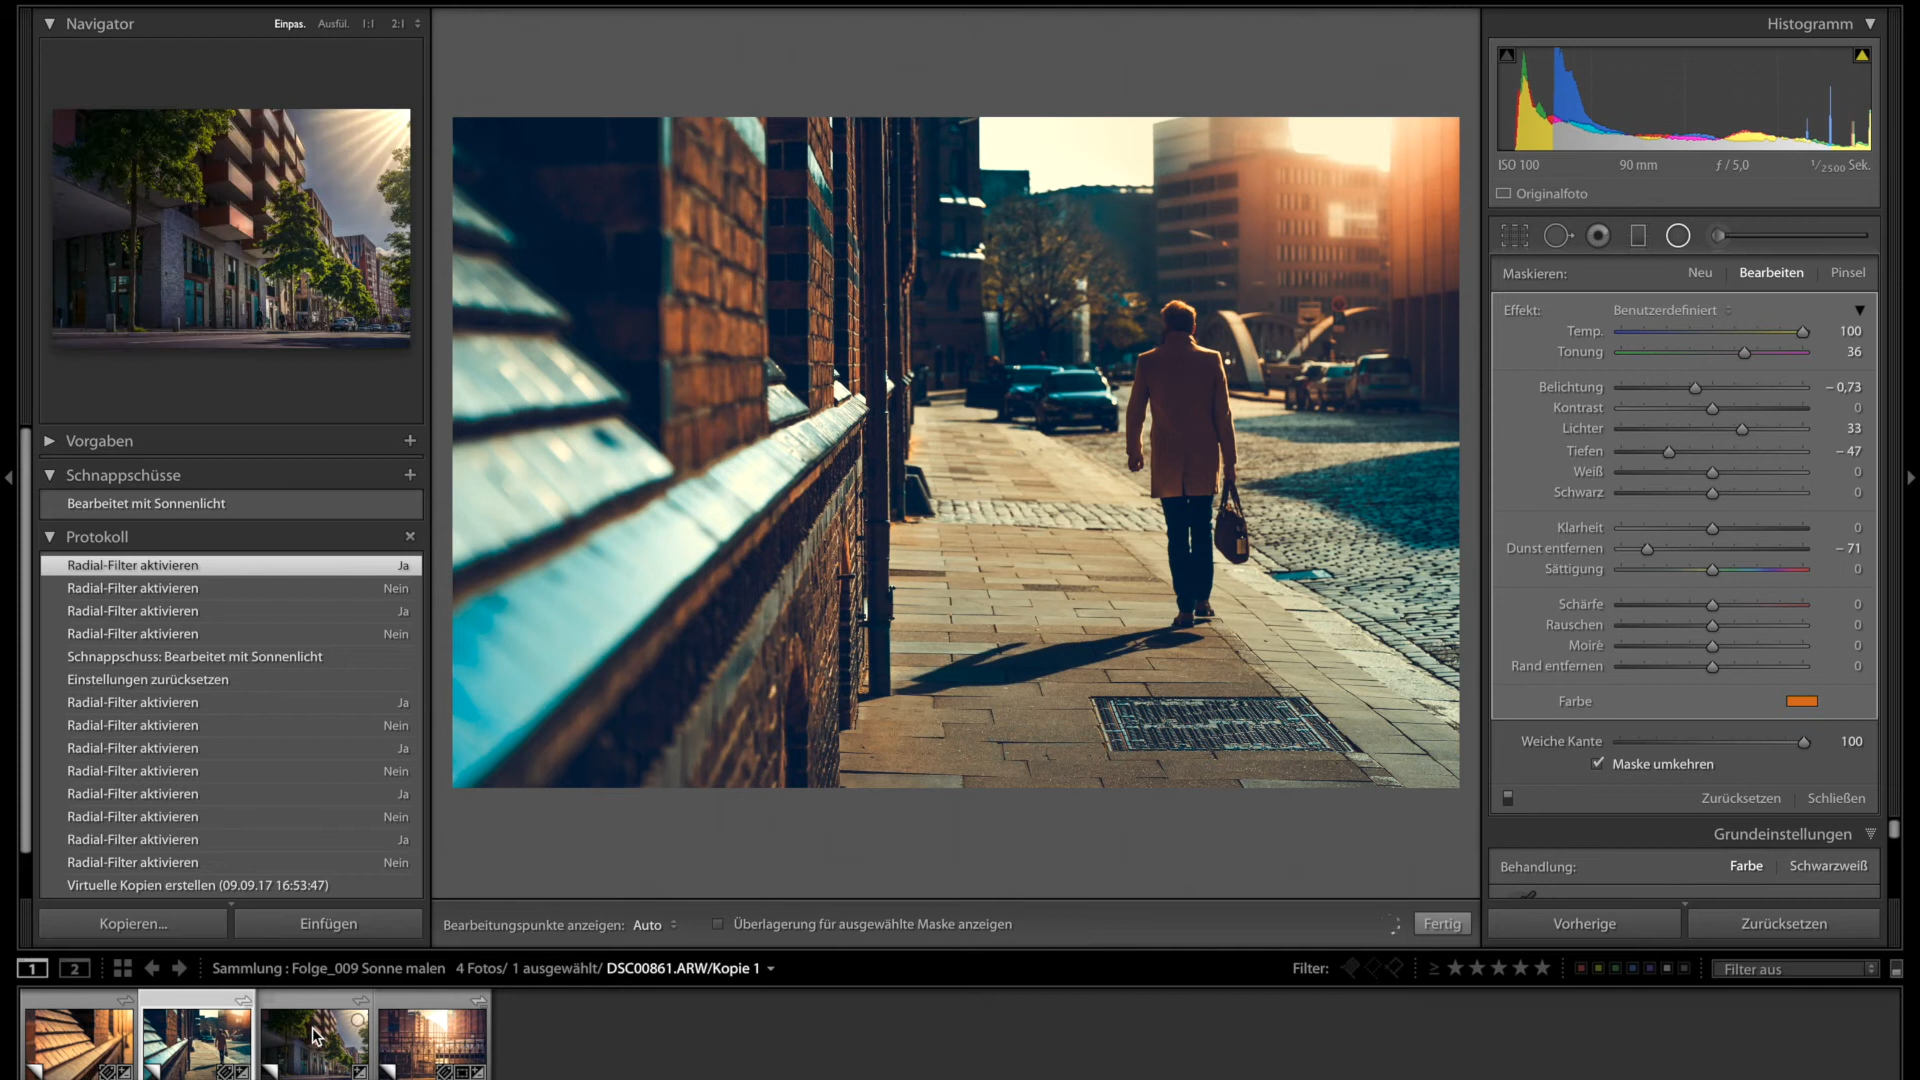 Navigator
Einpas. Ausfül. 1:1 2:1
Vorgaben
Schnappschüsse
Bearbeitet mit Sonnenlicht
Protokoll
Radial-Filter aktivieren Ja
Radial-Filter aktivieren Nein
Radial-Filter aktivieren Ja
Radial-Filter aktivieren Nein
Schnappschuss: Bearbeitet mit Sonnenlicht
Einstellungen zurücksetzen
Radial-Filter aktivieren Ja
Radial-Filter aktivieren Nein
Radial-Filter aktivieren Ja
Radial-Filter aktivieren Nein
Radial-Filter aktivieren Ja
Radial-Filter aktivieren Nein
Radial-Filter aktivieren Ja
Radial-Filter aktivieren Nein
Virtuelle Kopien erstellen (09.09.17 16:53:47)
Kopieren... Einfügen
Bearbeitungspunkte anzeigen: Auto Überlagerung für ausgewählte Maske anzeigen Fertig
Histogramm
ISO 100 90 mm ƒ / 5,0 1/2500 Sek.
Originalfoto
Maskieren: Neu Bearbeiten Pinsel
Effekt: Benutzerdefiniert
Temp. 100
Tonung 36
Belichtung – 0,73
Kontrast 0
Lichter 33
Tiefen – 47
Weiß 0
Schwarz 0
Klarheit 0
Dunst entfernen – 71
Sättigung 0
Schärfe 0
Rauschen 0
Moiré 0
Rand entfernen 0
Farbe
Weiche Kante 100
Maske umkehren
Zurücksetzen Schließen
Grundeinstellungen
Behandlung: Farbe Schwarzweiß
Vorherige Zurücksetzen
1 2 Sammlung : Folge_009 Sonne malen 4 Fotos/ 1 ausgewählt/ DSC00861.ARW/Kopie 1 Filter: ≥ ★★★★★ Filter aus